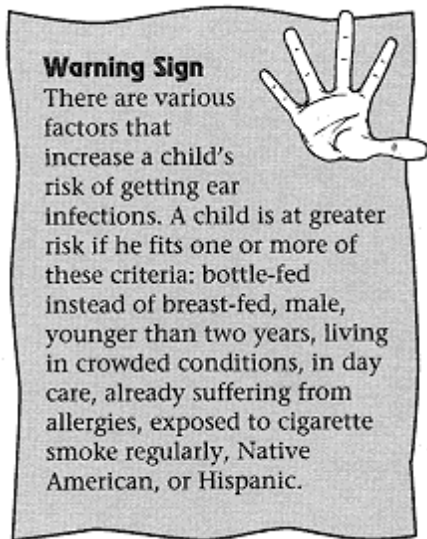 Warning Sign
There are various
factors that
increase a child's
risk of getting ear
infections. A child is at greater
risk if he fits one or more of
these criteria: bottle-fed
instead of breast-fed, male,
younger than two years, living
in crowded conditions, in day
care, already suffering from
allergies, exposed to cigarette
smoke regularly, Native
American, or Hispanic.